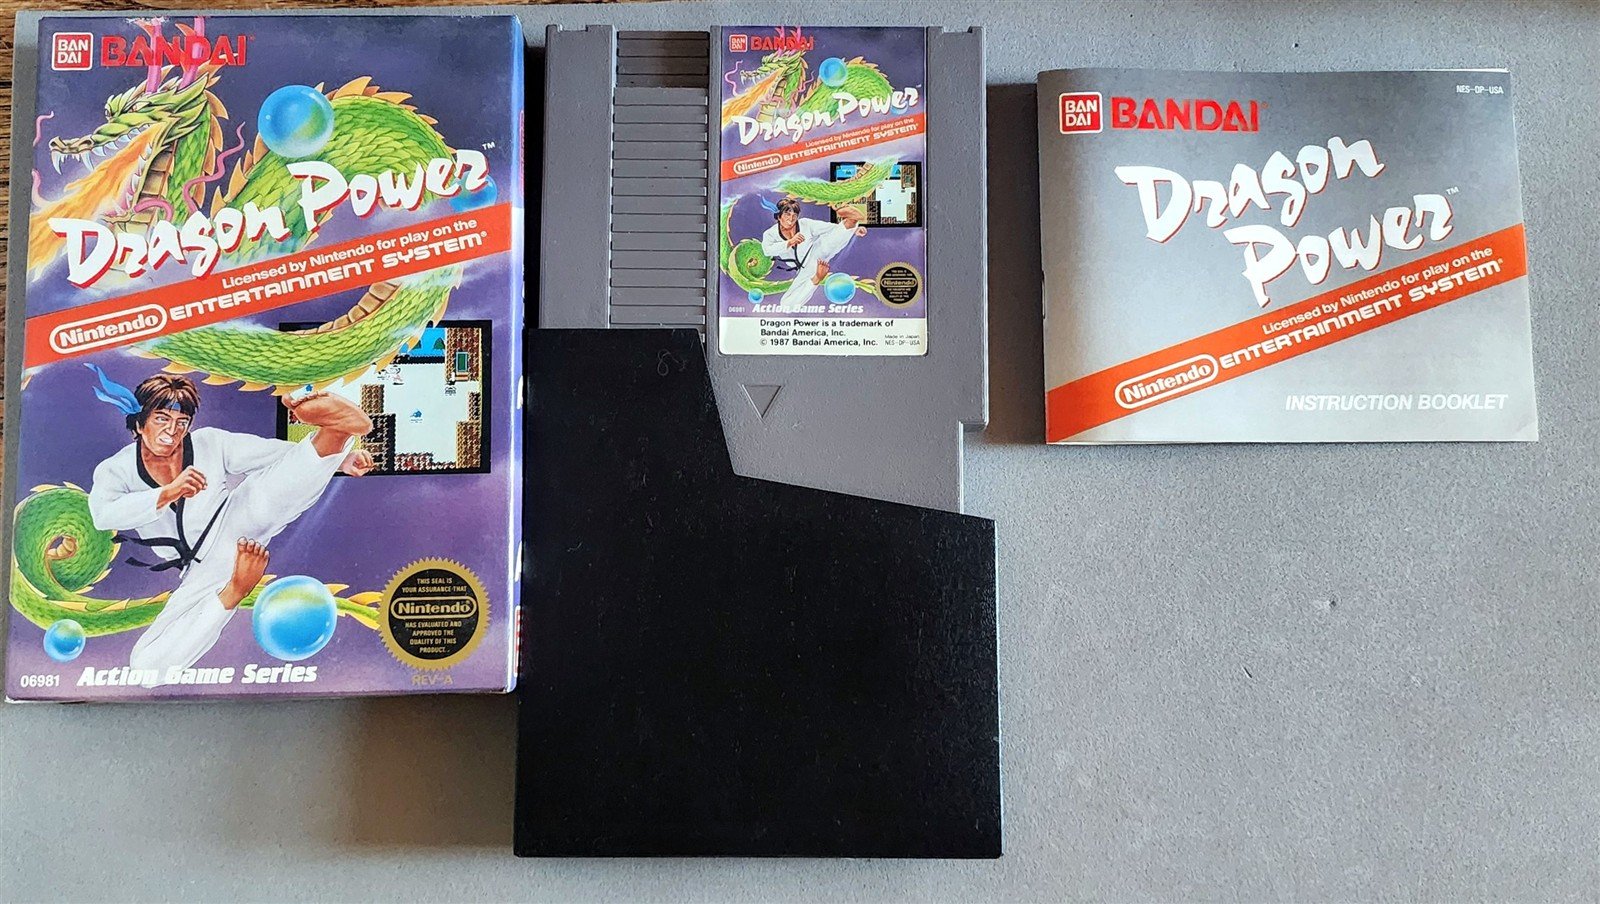 BAN
DAI
BANDAI
Dragon Power™
Licensed by Nintendo for play on the
Nintendo ENTERTAINMENT SYSTEM®
THIS SEAL IS
YOUR ASSURANCE THAT
Nintendo
HAS EVALUATED AND
APPROVED THE
QUALITY OF THIS
PRODUCT.
06981 Action Game Series
REV-A
BAN
DAI
BANDAI
Dragon Power
Licensed by Nintendo for play on the
Nintendo ENTERTAINMENT SYSTEM®
Nintendo
06981 Action Game Series
Dragon Power is a trademark of
Bandai America, Inc. Made in Japan
© 1987 Bandai America, Inc. NES-DP-USA
NES-DP-USA
BAN
DAI
BANDAI®
Dragon
Power™
Licensed by Nintendo for play on the
Nintendo ENTERTAINMENT SYSTEM®
INSTRUCTION BOOKLET